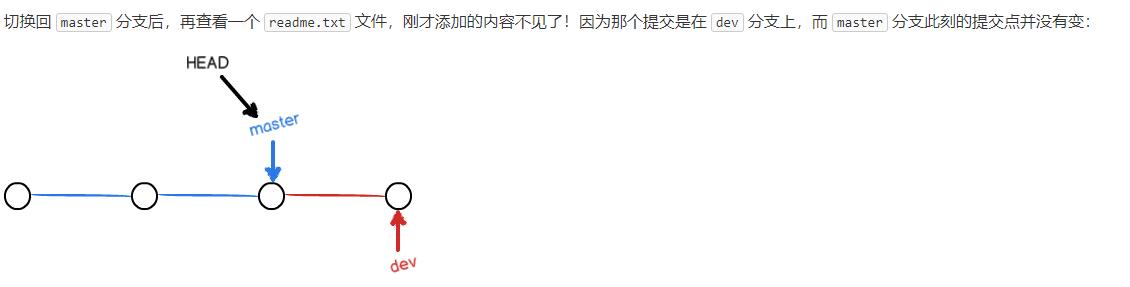 切换回 master 分支后，再查看一个 readme.txt 文件，刚才添加的内容不见了！因为那个提交是在 dev 分支上，而 master 分支此刻的提交点并没有变：
HEAD
master
dev